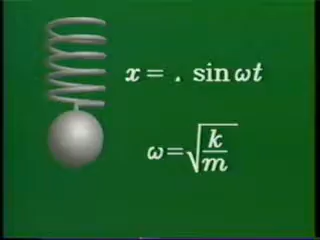 x = . sin ωt
ω = √(k/m)